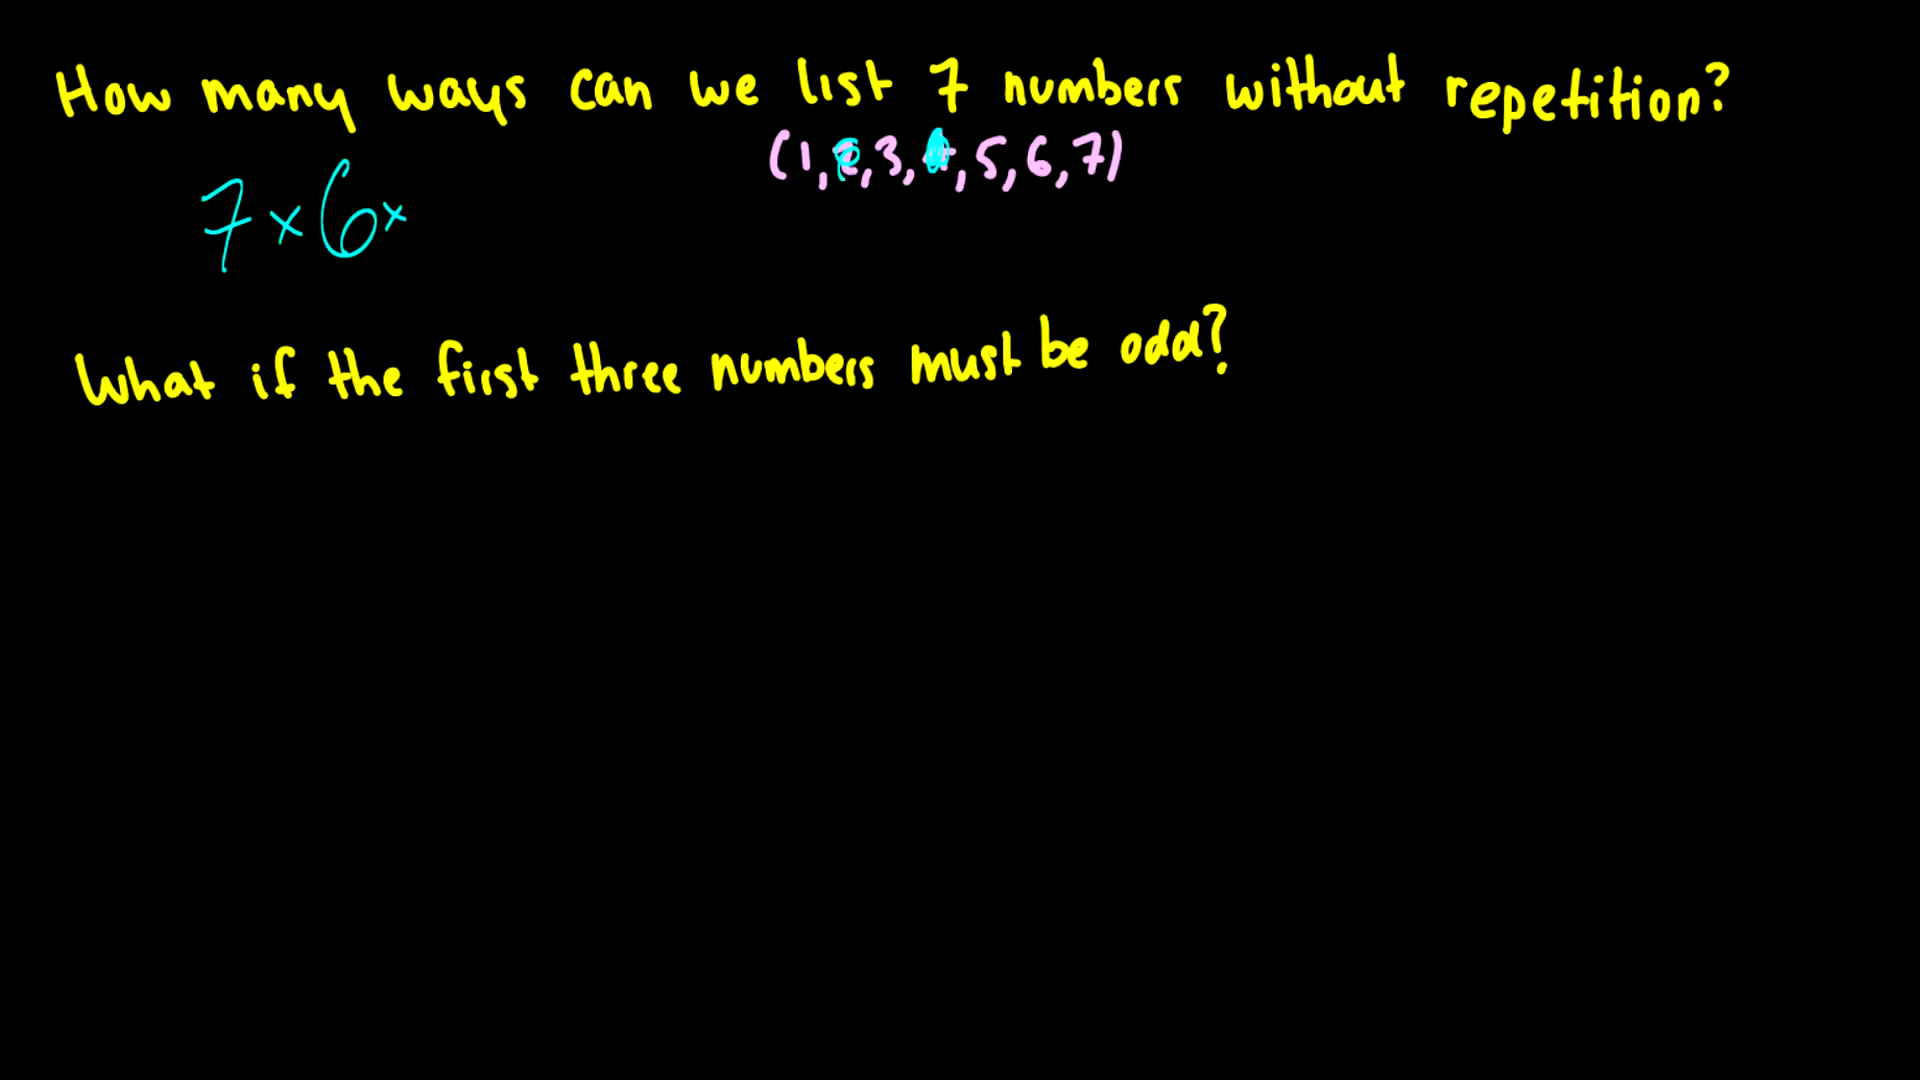 How many ways can we list 7 numbers without repetition?
(1,2,3,4,5,6,7)
7×6×
What if the first three numbers must be odd?